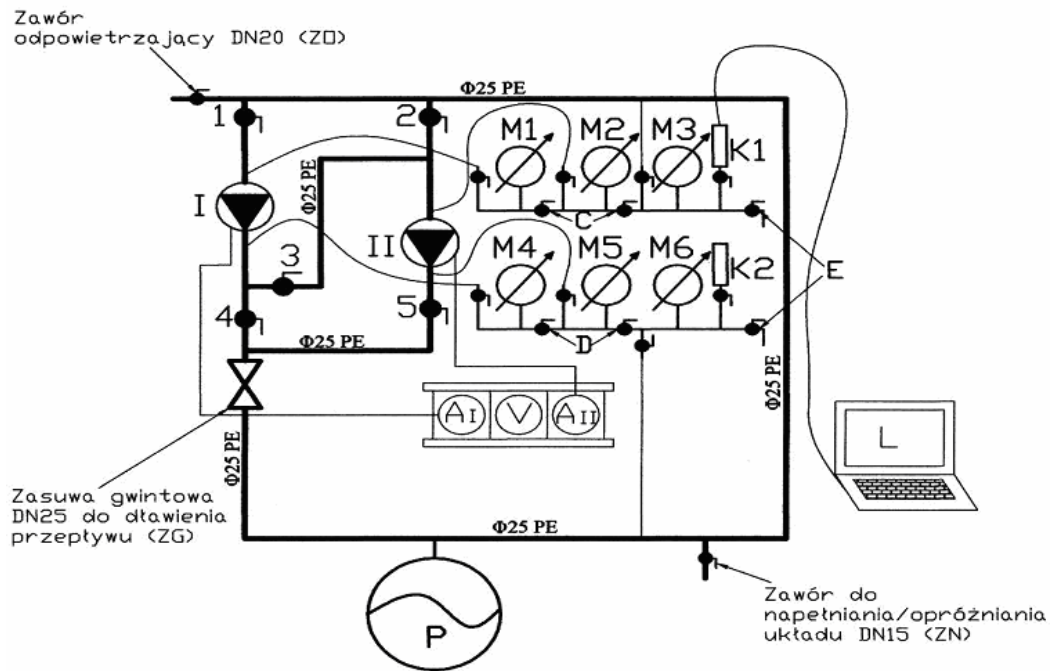 Zawór
odpowietrzający DN20 (ZO)
Φ25 PE
1
2
M1
M2
M3
K1
I
Φ25 PE
C
II
M4
M5
M6
K2
E
3
4
5
D
Φ25 PE
Φ25 PE
AI
V
AII
L
Φ25 PE
Zasuwa gwintowa
DN25 do dławienia
przepływu (ZG)
Φ25 PE
P
Zawór do
napełniania/opróżniania
układu DN15 (ZN)